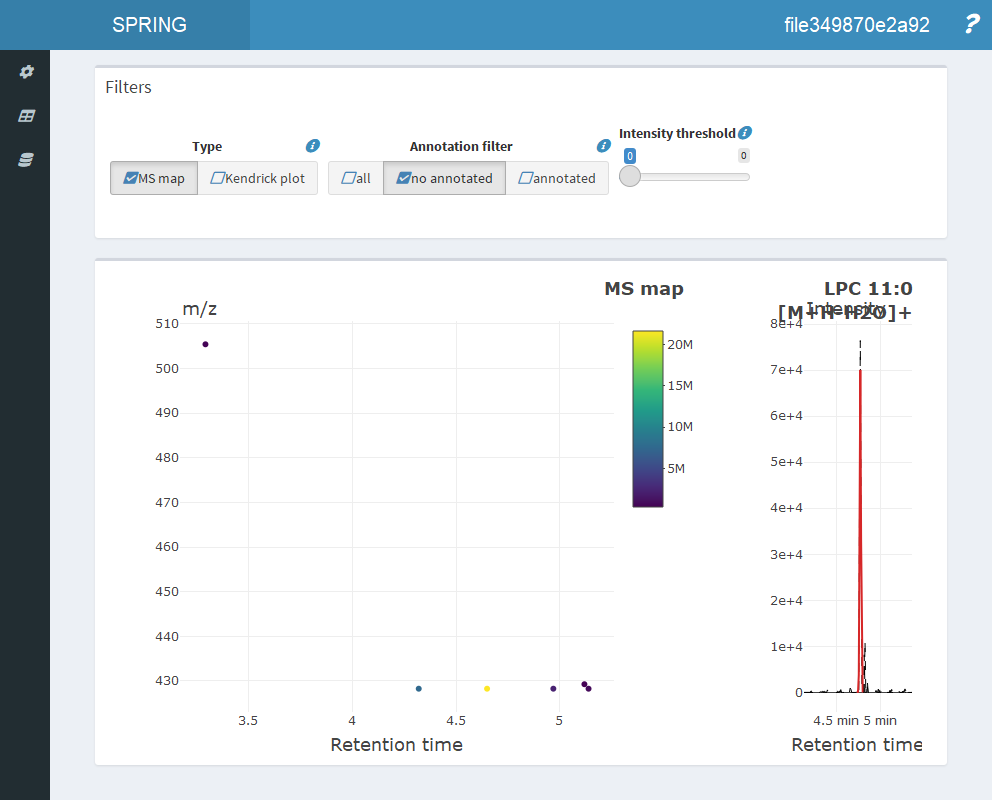 SPRING
file349870e2a92
?
Filters
Type
Annotation filter
Intensity threshold
MS map
Kendrick plot
all
no annotated
annotated
0
0
MS map
LPC 11:0
[M+H-H2O]+
m/z
Intensity
510
500
490
480
470
460
450
440
430
3.5
4
4.5
5
Retention time
20M
15M
10M
5M
8e+4
7e+4
6e+4
5e+4
4e+4
3e+4
2e+4
1e+4
0
4.5 min
5 min
Retention time